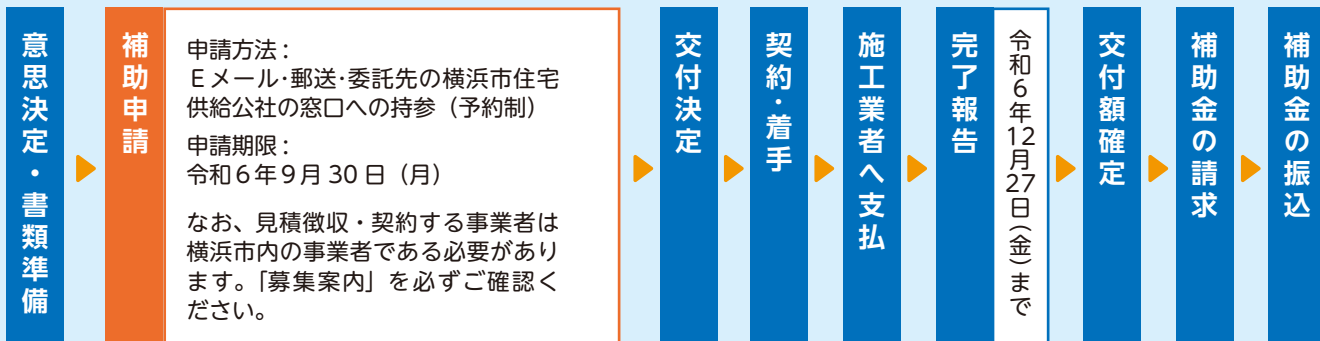 意思決定・書類準備
補助申請
申請方法：
Ｅメール・郵送・委託先の横浜市住宅
供給公社の窓口への持参（予約制）
申請期限：
令和６年９月 30 日（月）
なお、見積徴収・契約する事業者は
横浜市内の事業者である必要があり
ます。「募集案内」を必ずご確認く
ださい。
交付決定
契約・着手
施工業者へ支払
完了報告
令和６年12月27日（金）まで
交付額確定
補助金の請求
補助金の振込